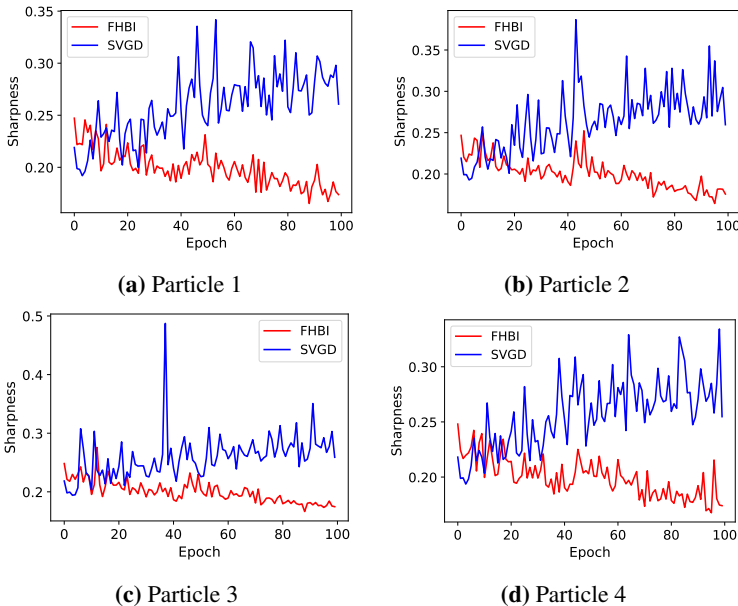 FHBI
SVGD
Sharpness
0.35
0.30
0.25
0.20
0 20 40 60 80 100
Epoch
(a) Particle 1
FHBI
SVGD
Sharpness
0.35
0.30
0.25
0.20
0 20 40 60 80 100
Epoch
(b) Particle 2
FHBI
SVGD
Sharpness
0.5
0.4
0.3
0.2
0 20 40 60 80 100
Epoch
(c) Particle 3
FHBI
SVGD
Sharpness
0.30
0.25
0.20
0 20 40 60 80 100
Epoch
(d) Particle 4